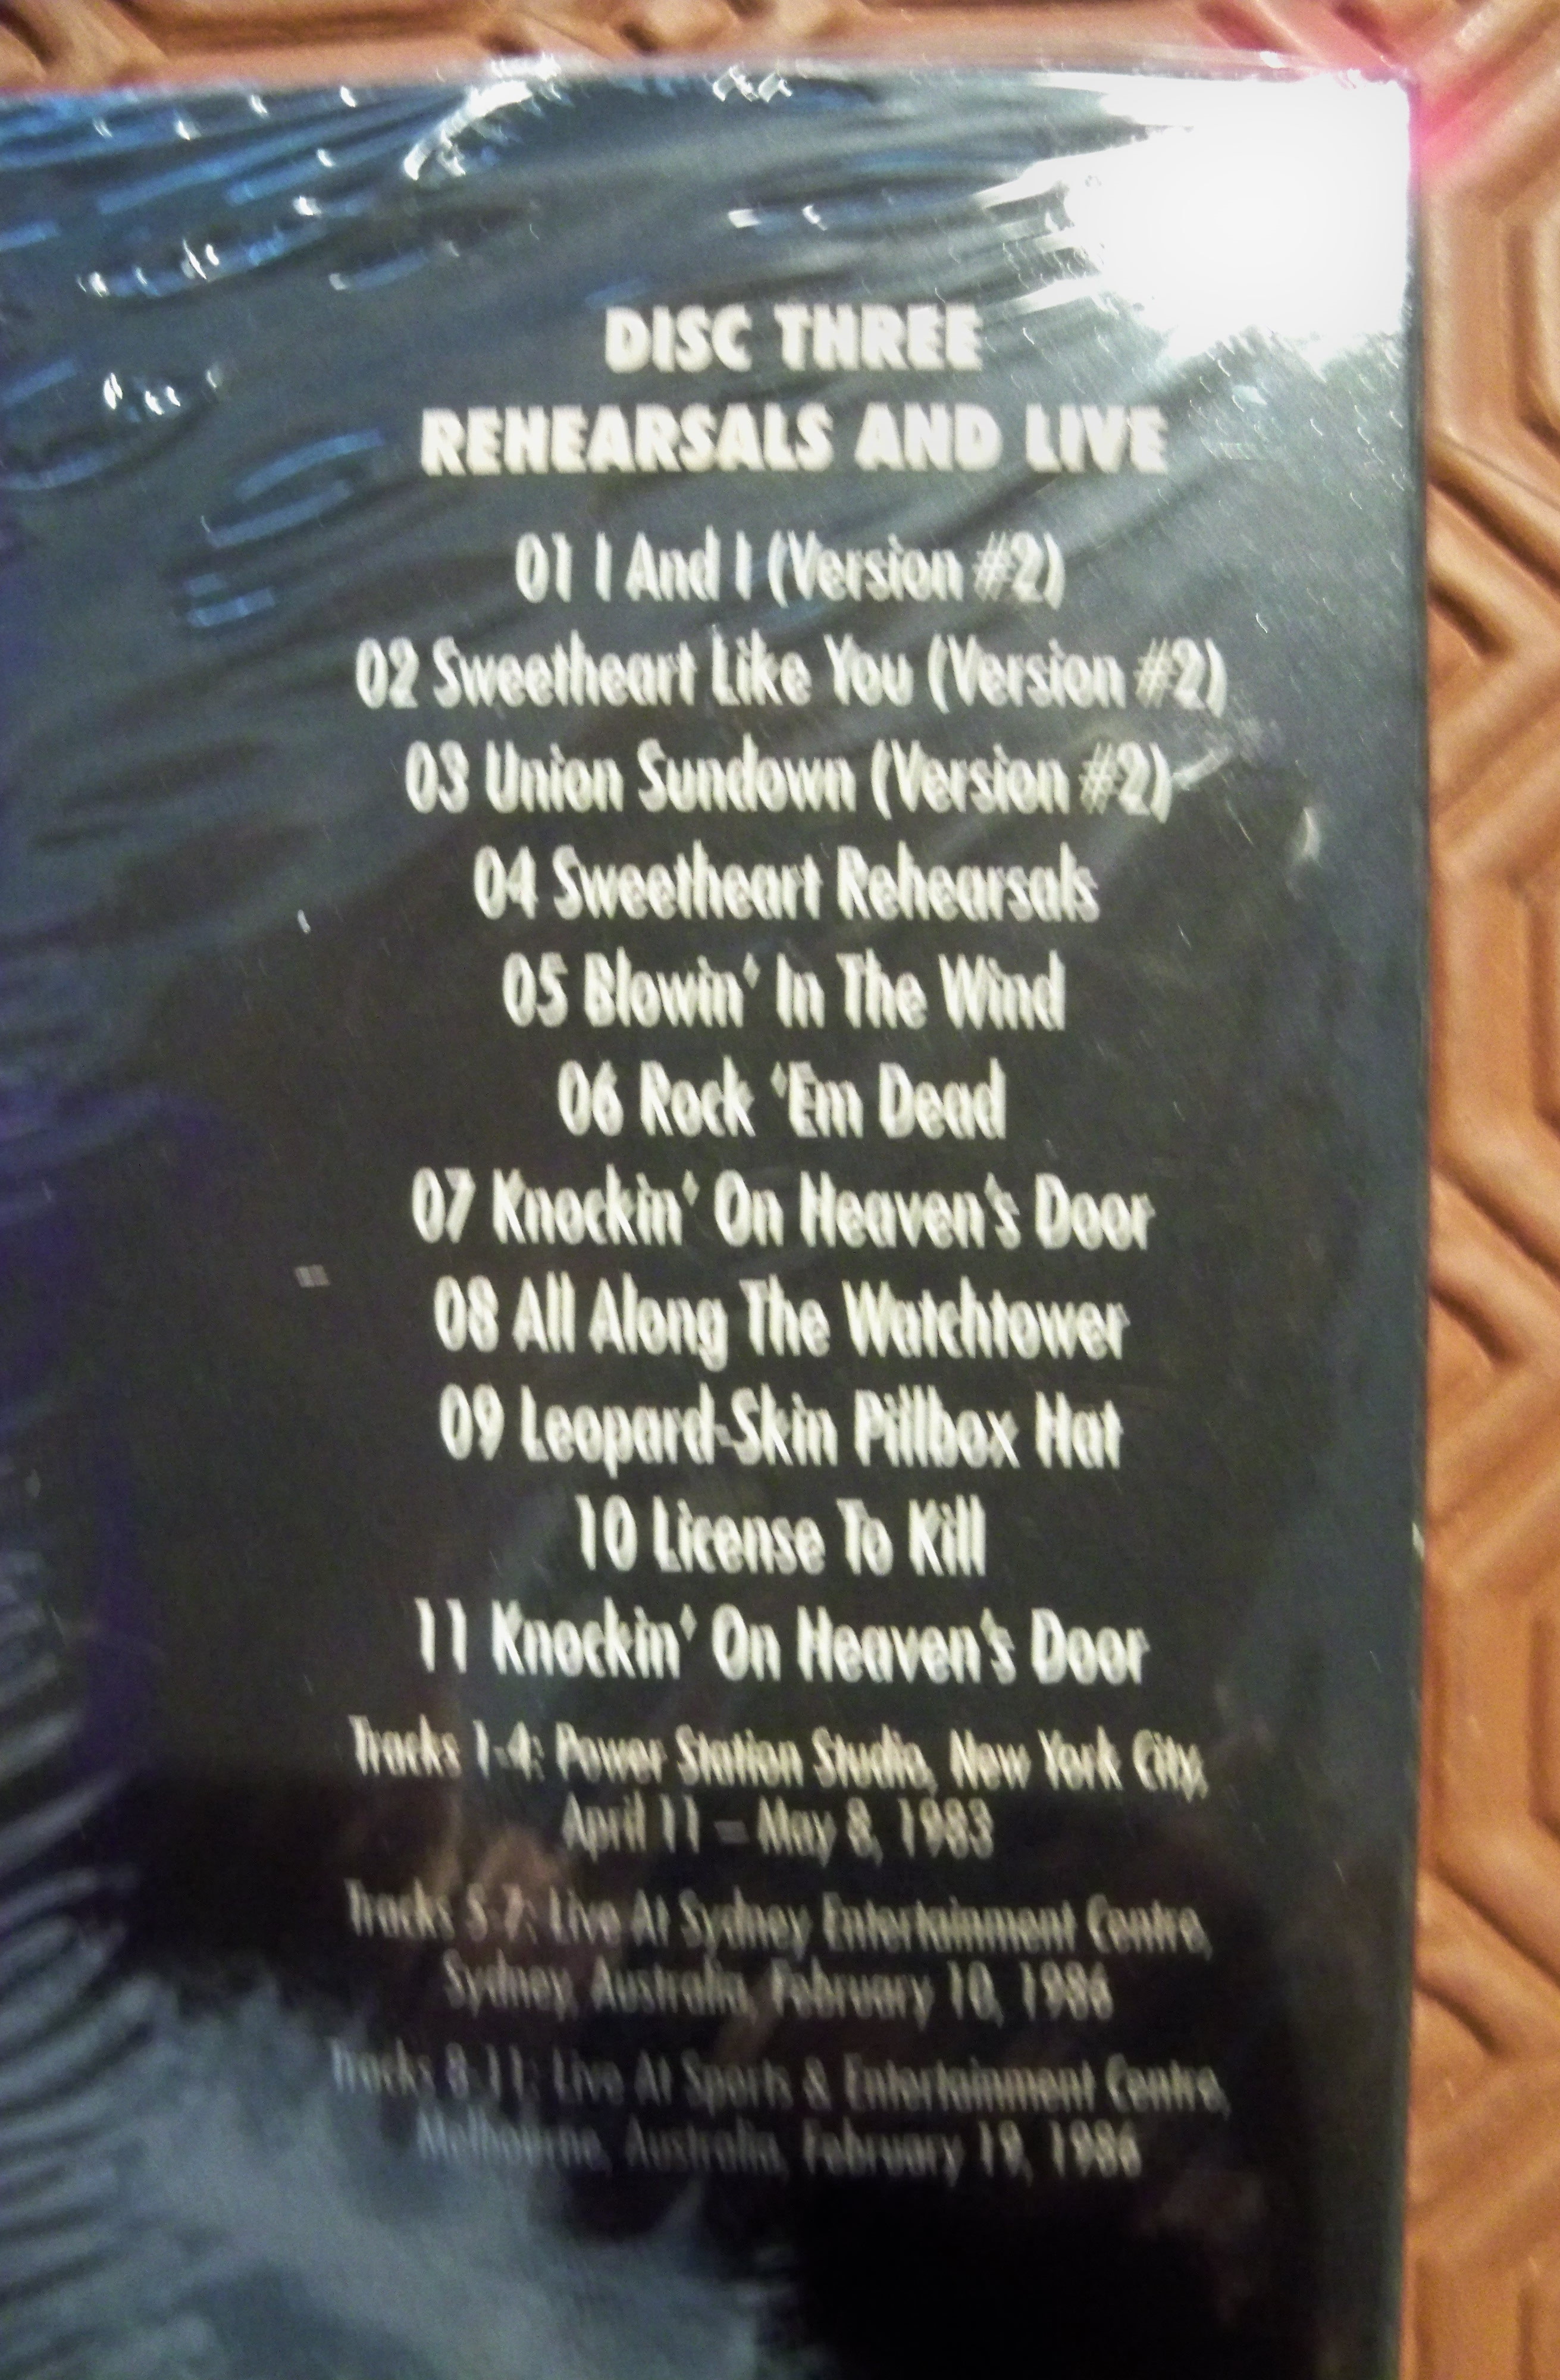 DISC THREE
REHEARSALS AND LIVE
01 I And I (Version #2)
02 Sweetheart Like You (Version #2)
03 Union Sundown (Version #2)
04 Sweetheart Rehearsals
05 Blowin' In The Wind
06 Rock 'Em Dead
07 Knockin' On Heaven's Door
08 All Along The Watchtower
09 Leopard-Skin Pillbox Hat
10 License To Kill
11 Knockin' On Heaven's Door
Tracks 1-4: Power Station Studio, New York City,
April 11 – May 8, 1983
Tracks 5-7: Live At Sydney Entertainment Centre,
Sydney, Australia, February 10, 1986
Tracks 8-11: Live At Sports & Entertainment Centre,
Melbourne, Australia, February 19, 1986